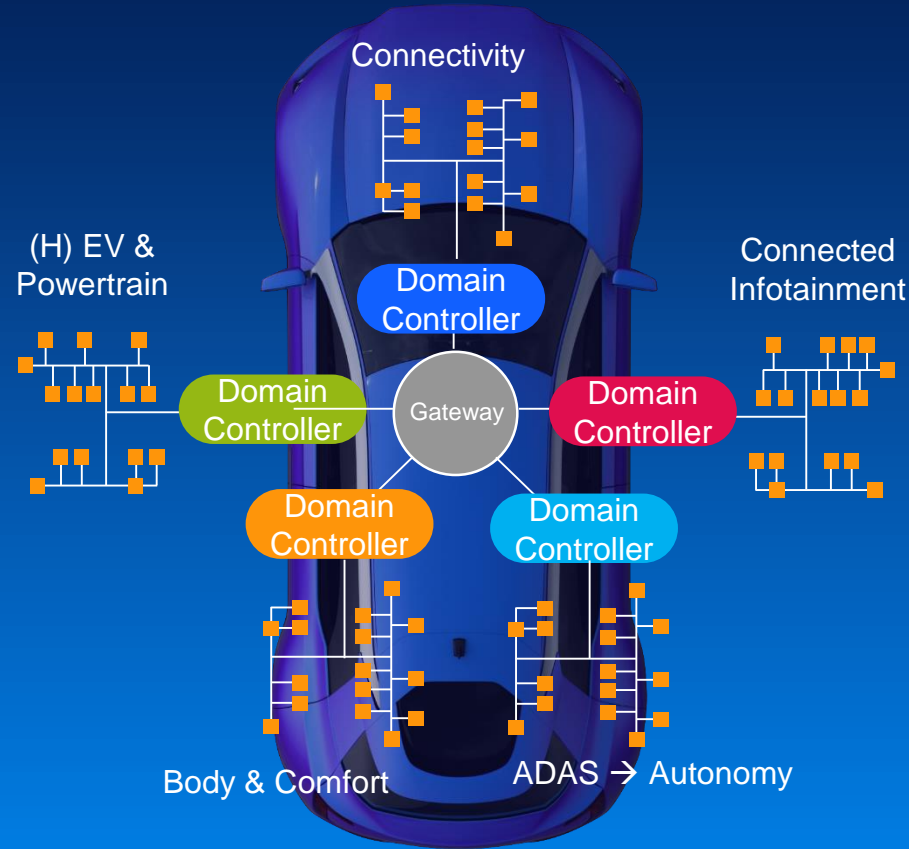 Connectivity
(H) EV &
Powertrain
Connected
Infotainment
Domain
Controller
Domain
Controller
Gateway
Domain
Controller
Domain
Controller
Domain
Controller
Body & Comfort
ADAS → Autonomy